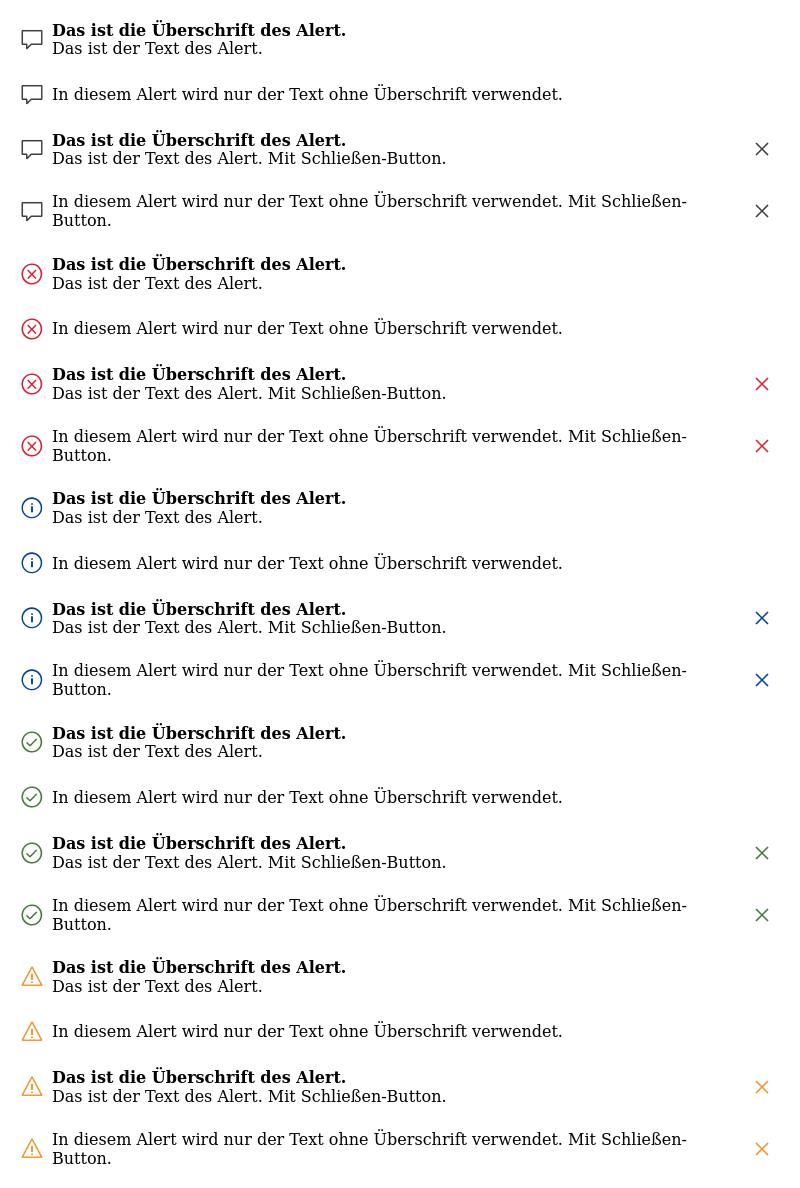 Das ist die Überschrift des Alert.
Das ist der Text des Alert.
In diesem Alert wird nur der Text ohne Überschrift verwendet.
Das ist die Überschrift des Alert.
Das ist der Text des Alert. Mit Schließen-Button.
In diesem Alert wird nur der Text ohne Überschrift verwendet. Mit Schließen-
Button.
Das ist die Überschrift des Alert.
Das ist der Text des Alert.
In diesem Alert wird nur der Text ohne Überschrift verwendet.
Das ist die Überschrift des Alert.
Das ist der Text des Alert. Mit Schließen-Button.
In diesem Alert wird nur der Text ohne Überschrift verwendet. Mit Schließen-
Button.
Das ist die Überschrift des Alert.
Das ist der Text des Alert.
In diesem Alert wird nur der Text ohne Überschrift verwendet.
Das ist die Überschrift des Alert.
Das ist der Text des Alert. Mit Schließen-Button.
In diesem Alert wird nur der Text ohne Überschrift verwendet. Mit Schließen-
Button.
Das ist die Überschrift des Alert.
Das ist der Text des Alert.
In diesem Alert wird nur der Text ohne Überschrift verwendet.
Das ist die Überschrift des Alert.
Das ist der Text des Alert. Mit Schließen-Button.
In diesem Alert wird nur der Text ohne Überschrift verwendet. Mit Schließen-
Button.
Das ist die Überschrift des Alert.
Das ist der Text des Alert.
In diesem Alert wird nur der Text ohne Überschrift verwendet.
Das ist die Überschrift des Alert.
Das ist der Text des Alert. Mit Schließen-Button.
In diesem Alert wird nur der Text ohne Überschrift verwendet. Mit Schließen-
Button.